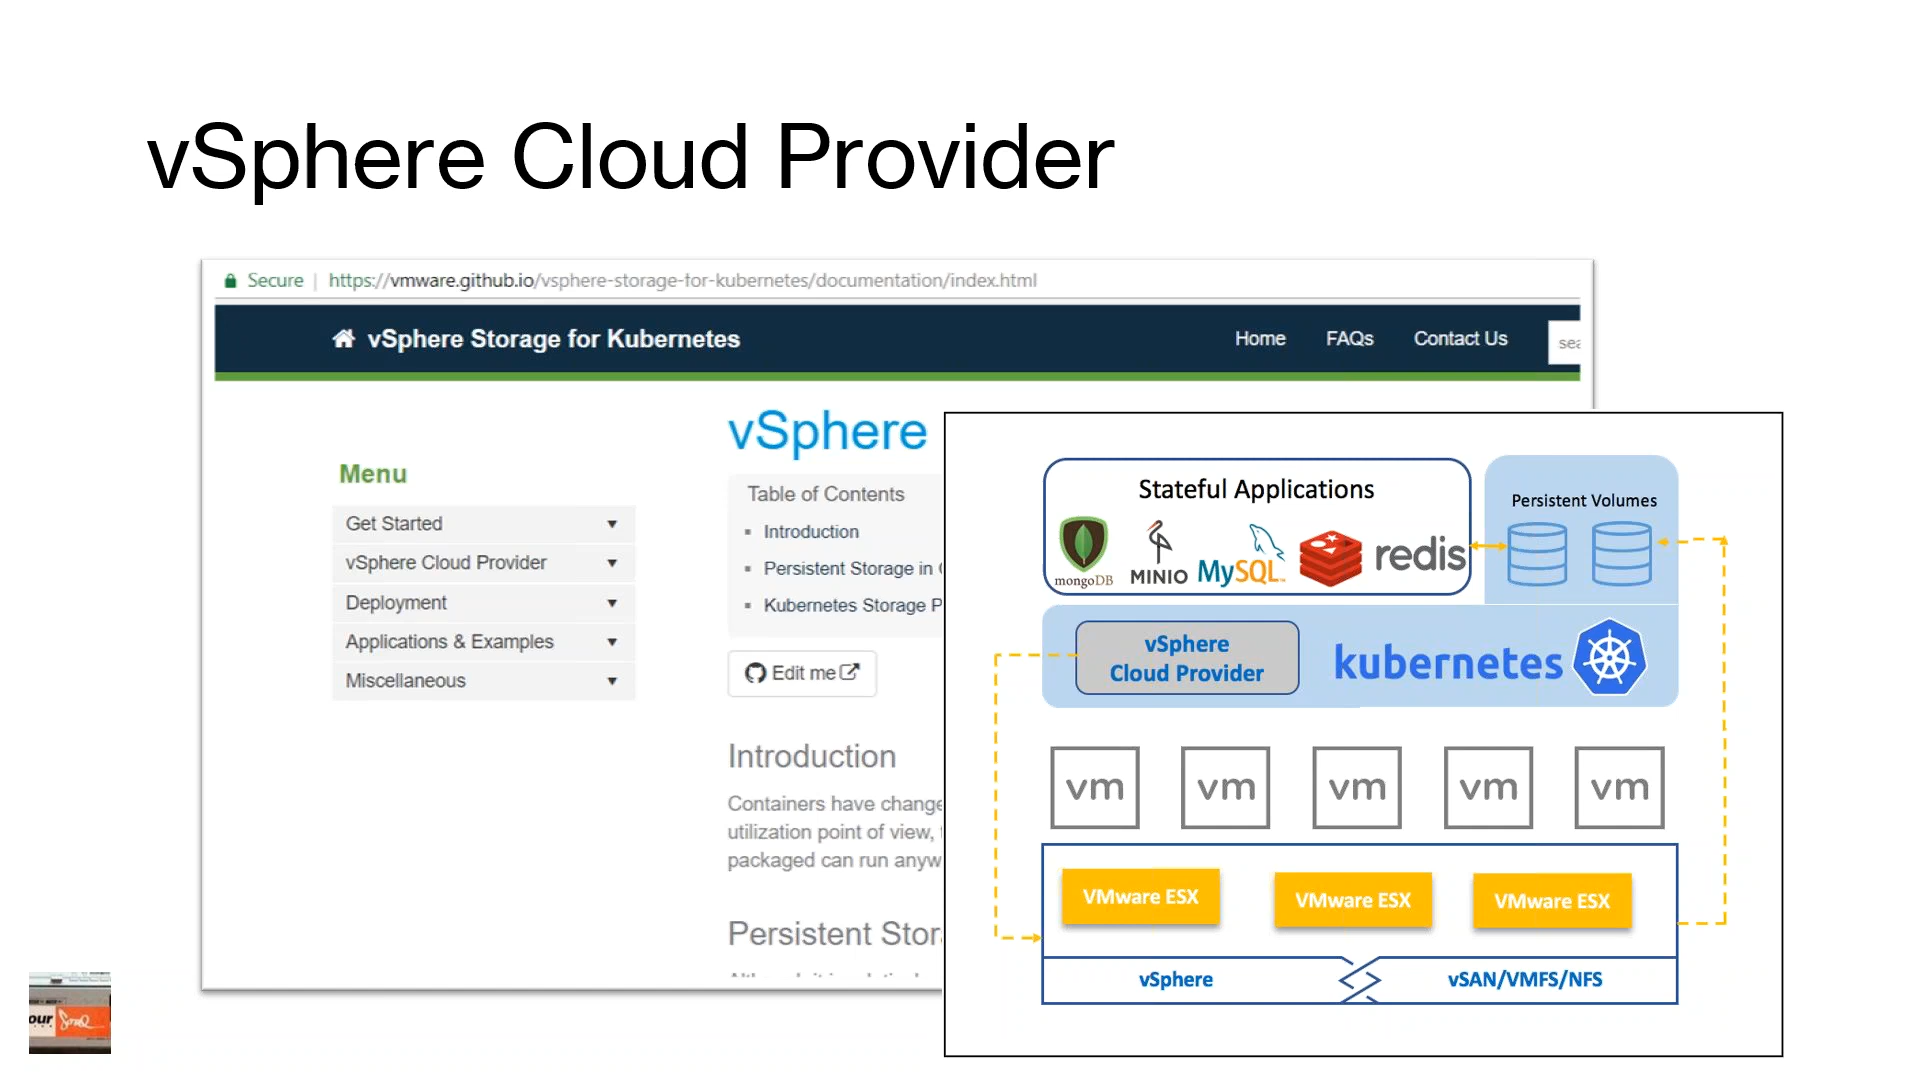 vSphere Cloud Provider
Secure | https://vmware.github.io/vsphere-storage-for-kubernetes/documentation/index.html
vSphere Storage for Kubernetes
Home
FAQs
Contact Us
vSphere
Menu
Get Started
vSphere Cloud Provider
Deployment
Applications & Examples
Miscellaneous
Table of Contents
Introduction
Persistent Storage in
Kubernetes Storage P
Edit me
Introduction
Containers have change
utilization point of view,
packaged can run anyw
Persistent Stor
Stateful Applications
mongoDB
MINIO
MySQL
redis
Persistent Volumes
vSphere
Cloud Provider
kubernetes
vm
vm
vm
vm
vm
VMware ESX
VMware ESX
VMware ESX
vSphere
vSAN/VMFS/NFS
our